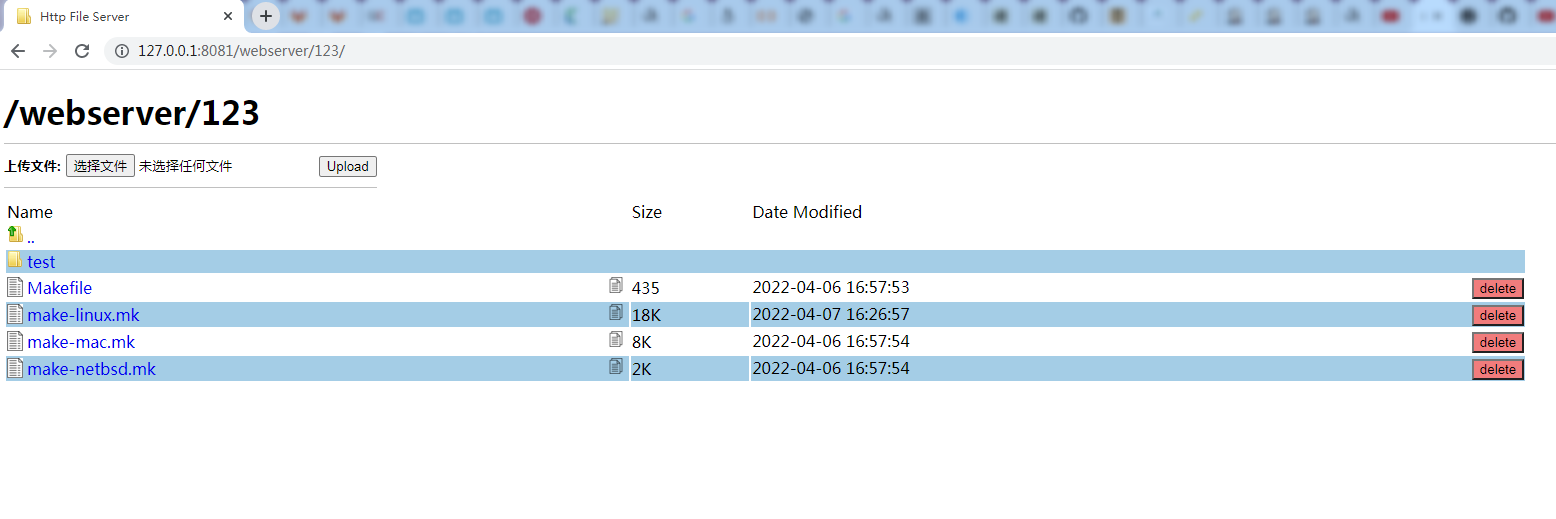 Http File Server
127.0.0.1:8081/webserver/123/
/webserver/123
上传文件: 选择文件 未选择任何文件 Upload
Name Size Date Modified
..
test
Makefile 435 2022-04-06 16:57:53 delete
make-linux.mk 18K 2022-04-07 16:26:57 delete
make-mac.mk 8K 2022-04-06 16:57:54 delete
make-netbsd.mk 2K 2022-04-06 16:57:54 delete